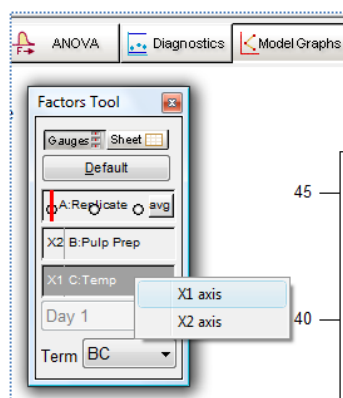 ANOVA Diagnostics Model Graphs
Factors Tool
Gauges Sheet
Default
A:Replicate avg
X2 B:Pulp Prep
X1 C:Temp
X1 axis
X2 axis
Day 1
Term BC
45
40